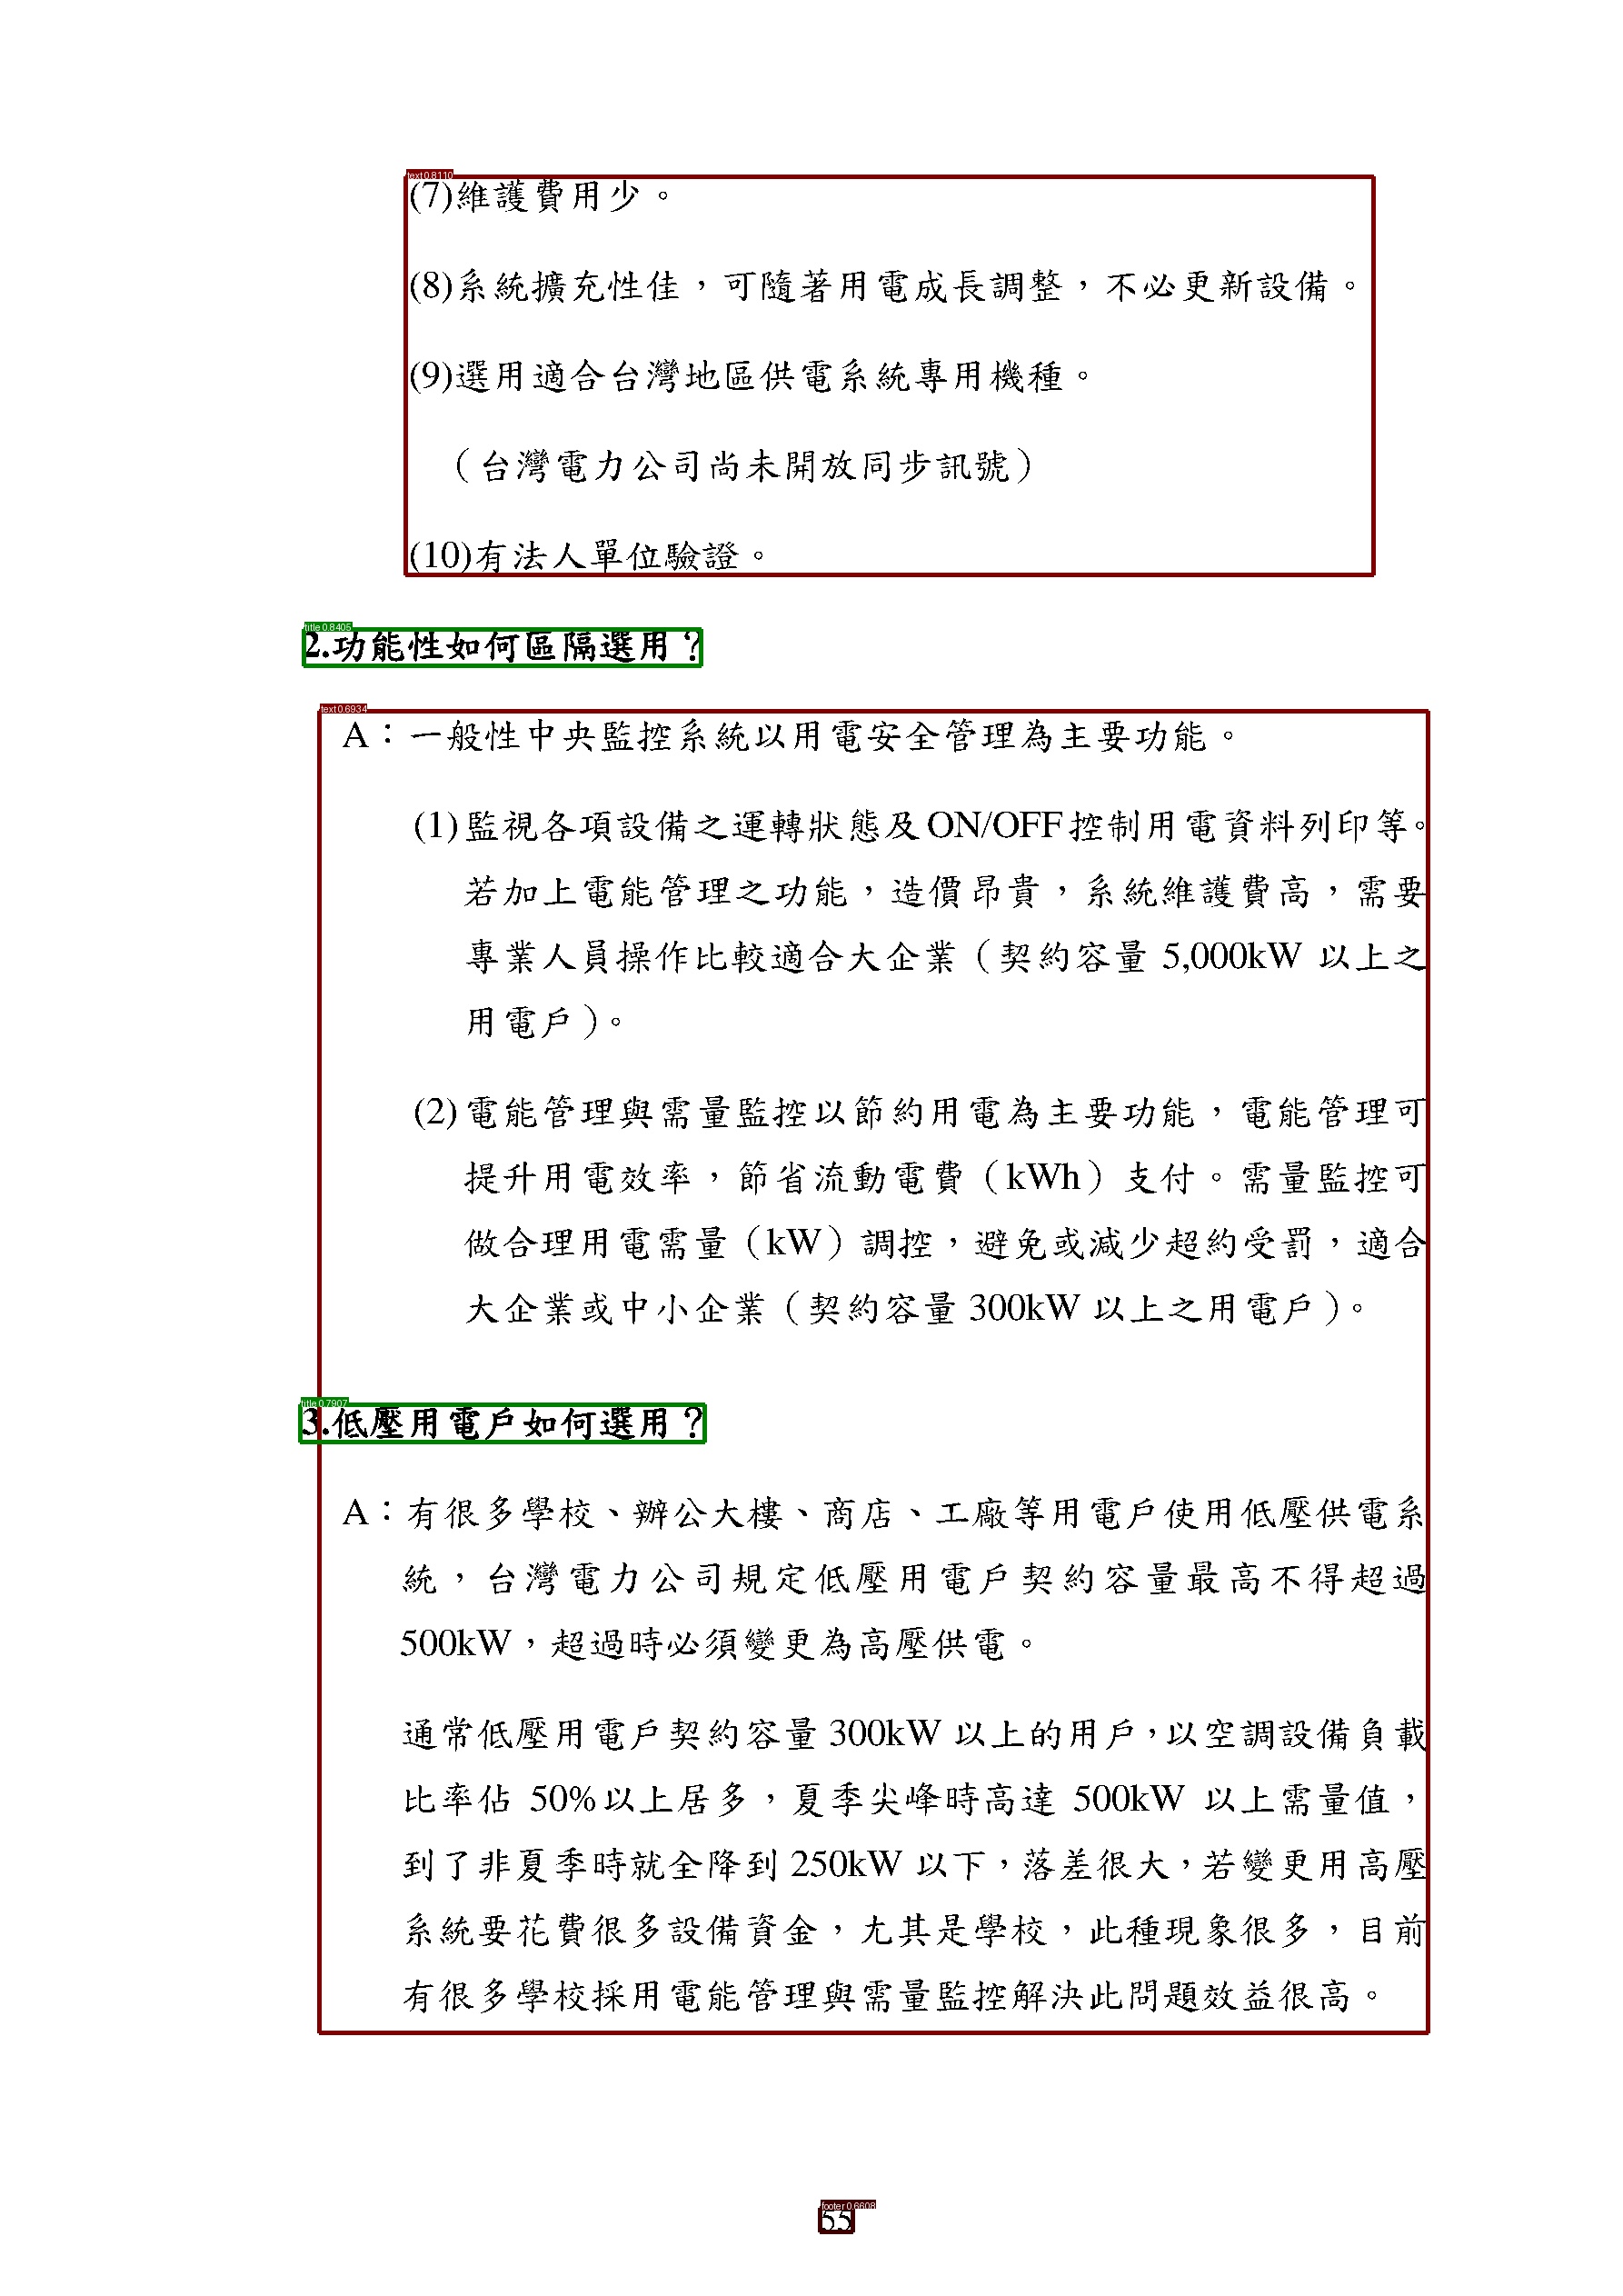 text 0.8110
(7)維護費用少。
(8)系統擴充性佳，可隨著用電成長調整，不必更新設備。
(9)選用適合台灣地區供電系統專用機種。
（台灣電力公司尚未開放同步訊號）
(10)有法人單位驗證。
title 0.8405
2.功能性如何區隔選用？
text 0.6934
A：一般性中央監控系統以用電安全管理為主要功能。
(1)監視各項設備之運轉狀態及ON/OFF控制用電資料列印等。
若加上電能管理之功能，造價昂貴，系統維護費高，需要
專業人員操作比較適合大企業（契約容量 5,000kW 以上之
用電戶）。
(2)電能管理與需量監控以節約用電為主要功能，電能管理可
提升用電效率，節省流動電費（kWh）支付。需量監控可
做合理用電需量（kW）調控，避免或減少超約受罰，適合
大企業或中小企業（契約容量 300kW 以上之用電戶）。
title 0.7907
3.低壓用電戶如何選用？
A：有很多學校、辦公大樓、商店、工廠等用電戶使用低壓供電系
統，台灣電力公司規定低壓用電戶契約容量最高不得超過
500kW，超過時必須變更為高壓供電。
通常低壓用電戶契約容量 300kW 以上的用戶，以空調設備負載
比率佔 50%以上居多，夏季尖峰時高達 500kW 以上需量值，
到了非夏季時就全降到 250kW 以下，落差很大，若變更用高壓
系統要花費很多設備資金，尤其是學校，此種現象很多，目前
有很多學校採用電能管理與需量監控解決此問題效益很高。
footer 0.6608
55